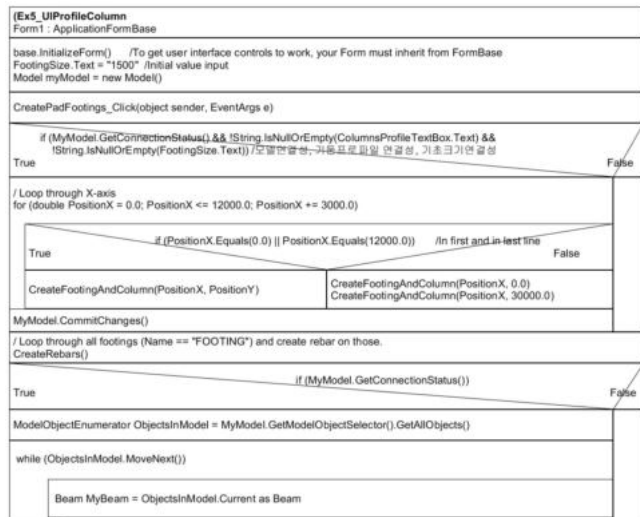 (Ex5_UIProfileColumn
Form1 : ApplicationFormBase
base.InitializeForm() /To get user interface controls to work, your Form must inherit from FormBase
FootingSize.Text = "1500" /Initial value input
Model myModel = new Model()
CreatePadFootings_Click(object sender, EventArgs e)
if (MyModel.GetConnectionStatus() && !String.IsNullOrEmpty(ColumnsProfileTextBox.Text) &&
!String.IsNullOrEmpty(FootingSize.Text)) /모델연결성, 기둥프로파일 연결성, 기초크기연결성
True
False
/ Loop through X-axis
for (double PositionX = 0.0; PositionX <= 12000.0; PositionX += 3000.0)
if (PositionX.Equals(0.0) || PositionX.Equals(12000.0)) /In first and in last line
True
False
CreateFootingAndColumn(PositionX, PositionY)
CreateFootingAndColumn(PositionX, 0.0)
CreateFootingAndColumn(PositionX, 30000.0)
MyModel.CommitChanges()
/ Loop through all footings (Name == "FOOTING") and create rebar on those.
CreateRebars()
if (MyModel.GetConnectionStatus())
True
False
ModelObjectEnumerator ObjectsInModel = MyModel.GetModelObjectSelector().GetAllObjects()
while (ObjectsInModel.MoveNext())
Beam MyBeam = ObjectsInModel.Current as Beam